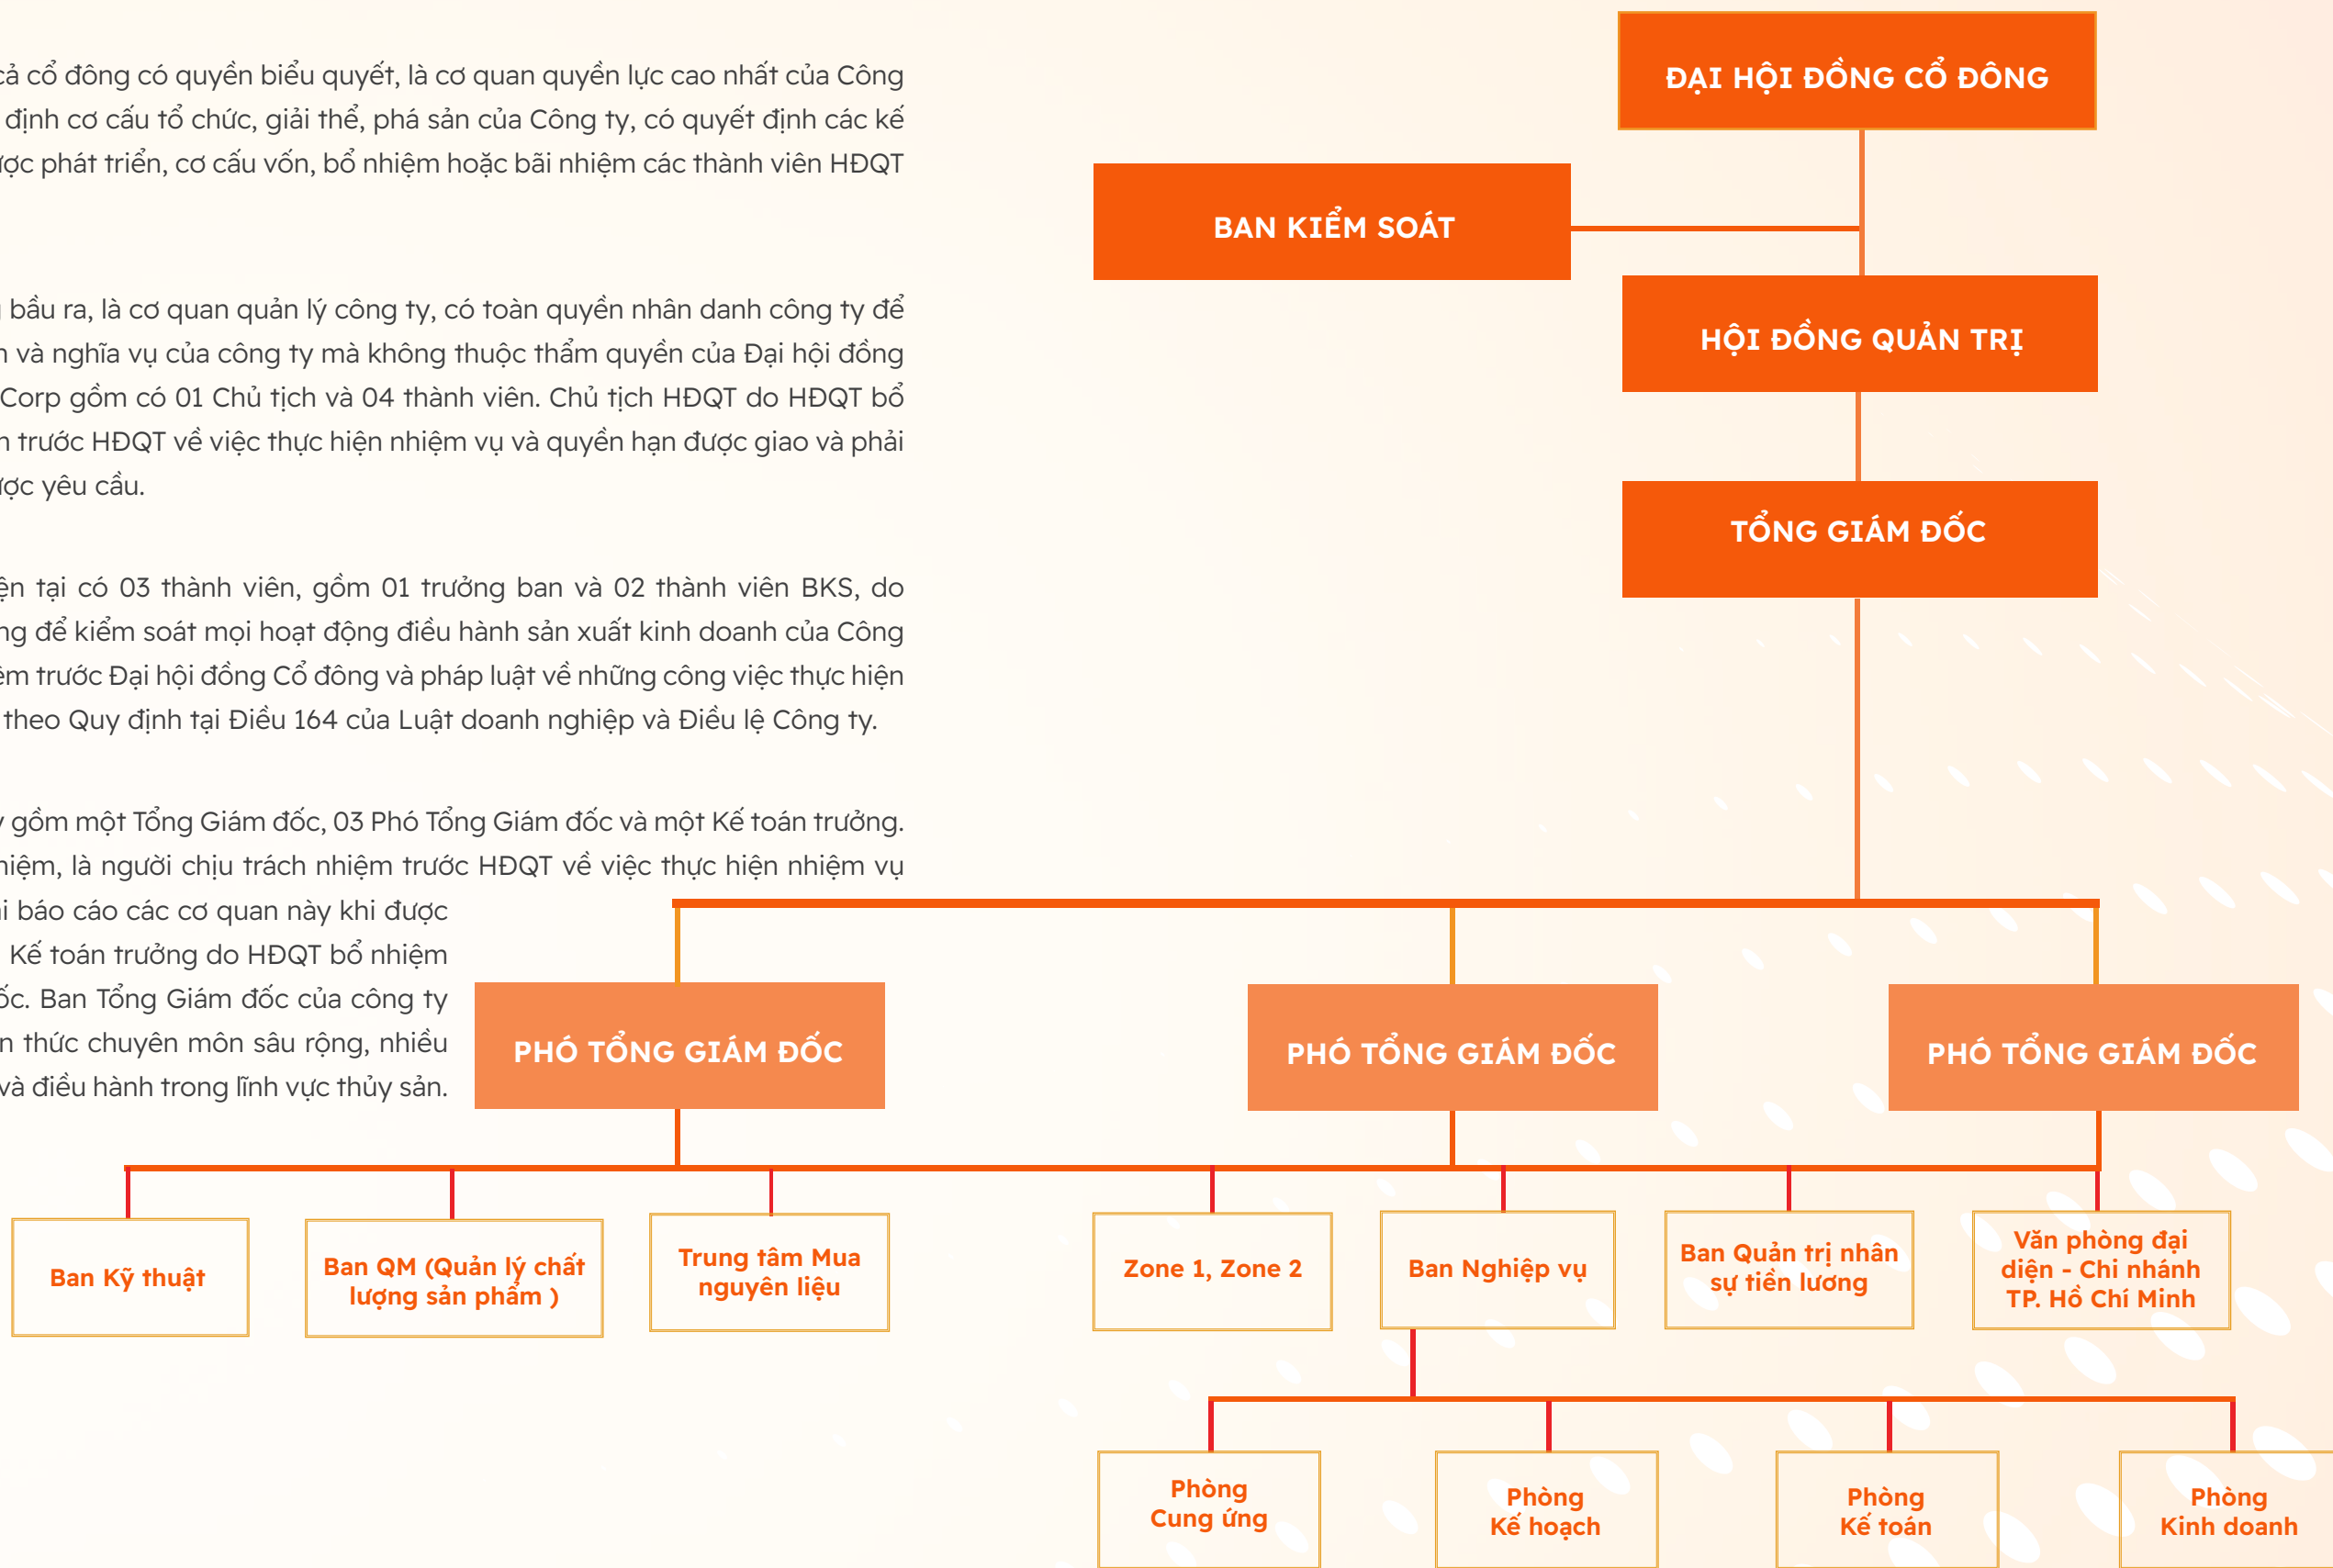 cả cổ đông có quyền biểu quyết, là cơ quan quyền lực cao nhất của Công
định cơ cấu tổ chức, giải thể, phá sản của Công ty, có quyết định các kế
ợc phát triển, cơ cấu vốn, bổ nhiệm hoặc bãi nhiệm các thành viên HĐQT
bầu ra, là cơ quan quản lý công ty, có toàn quyền nhân danh công ty để
và nghĩa vụ của công ty mà không thuộc thẩm quyền của Đại hội đồng
Corp gồm có 01 Chủ tịch và 04 thành viên. Chủ tịch HĐQT do HĐQT bổ
trước HĐQT về việc thực hiện nhiệm vụ và quyền hạn được giao và phải
ợc yêu cầu.
ện tại có 03 thành viên, gồm 01 trưởng ban và 02 thành viên BKS, do
ng để kiểm soát mọi hoạt động điều hành sản xuất kinh doanh của Công
ệm trước Đại hội đồng Cổ đông và pháp luật về những công việc thực hiện
theo Quy định tại Điều 164 của Luật doanh nghiệp và Điều lệ Công ty.
gồm một Tổng Giám đốc, 03 Phó Tổng Giám đốc và một Kế toán trưởng.
niệm, là người chịu trách nhiệm trước HĐQT về việc thực hiện nhiệm vụ
ải báo cáo các cơ quan này khi được
Kế toán trưởng do HĐQT bổ nhiệm
ốc. Ban Tổng Giám đốc của công ty
n thức chuyên môn sâu rộng, nhiều
và điều hành trong lĩnh vực thủy sản.
ĐẠI HỘI ĐỒNG CỔ ĐÔNG
BAN KIỂM SOÁT
HỘI ĐỒNG QUẢN TRỊ
TỔNG GIÁM ĐỐC
PHÓ TỔNG GIÁM ĐỐC
PHÓ TỔNG GIÁM ĐỐC
PHÓ TỔNG GIÁM ĐỐC
Ban Kỹ thuật
Ban QM (Quản lý chất
lượng sản phẩm )
Trung tâm Mua
nguyên liệu
Zone 1, Zone 2
Ban Nghiệp vụ
Ban Quản trị nhân
sự tiền lương
Văn phòng đại
diện - Chi nhánh
TP. Hồ Chí Minh
Phòng
Cung ứng
Phòng
Kế hoạch
Phòng
Kế toán
Phòng
Kinh doanh